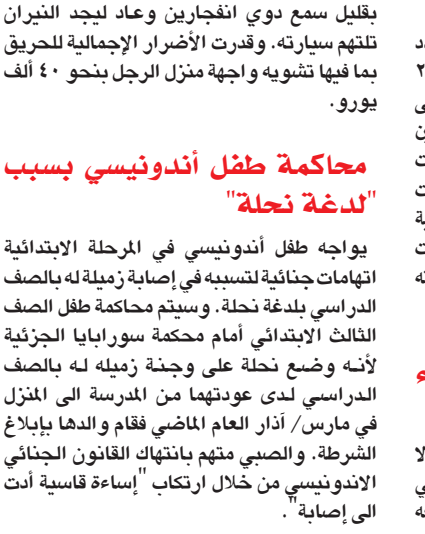 بقليل سمع دوي انفجارين وعاد ليجد النيران
تلتهم سيارته. وقدرت الأضرار الإجمالية للحريق
بما فيها تشويه واجهة منزل الرجل بنحو ٤٠ ألف
يورو.
محاكمة طفل أندونيسي بسبب
"لدغة نحلة"
يواجه طفل أندونيسي في المرحلة الابتدائية
اتهامات جنائية لتسببه في إصابة زميلة له بالصف
الدراسي بلدغة نحلة. وسيتم محاكمة طفل الصف
الثالث الابتدائي أمام محكمة سورابايا الجزئية
لأنه وضع نحلة على وجنة زميله له بالصف
الدراسي لدى عودتهما من المدرسة الى المنزل
في مارس/ آذار العام الماضي فقام والدها بإبلاغ
الشرطة. والصبي متهم بانتهاك القانون الجنائي
الاندونيسي من خلال ارتكاب "إساءة قاسية أدت
الى إصابة".